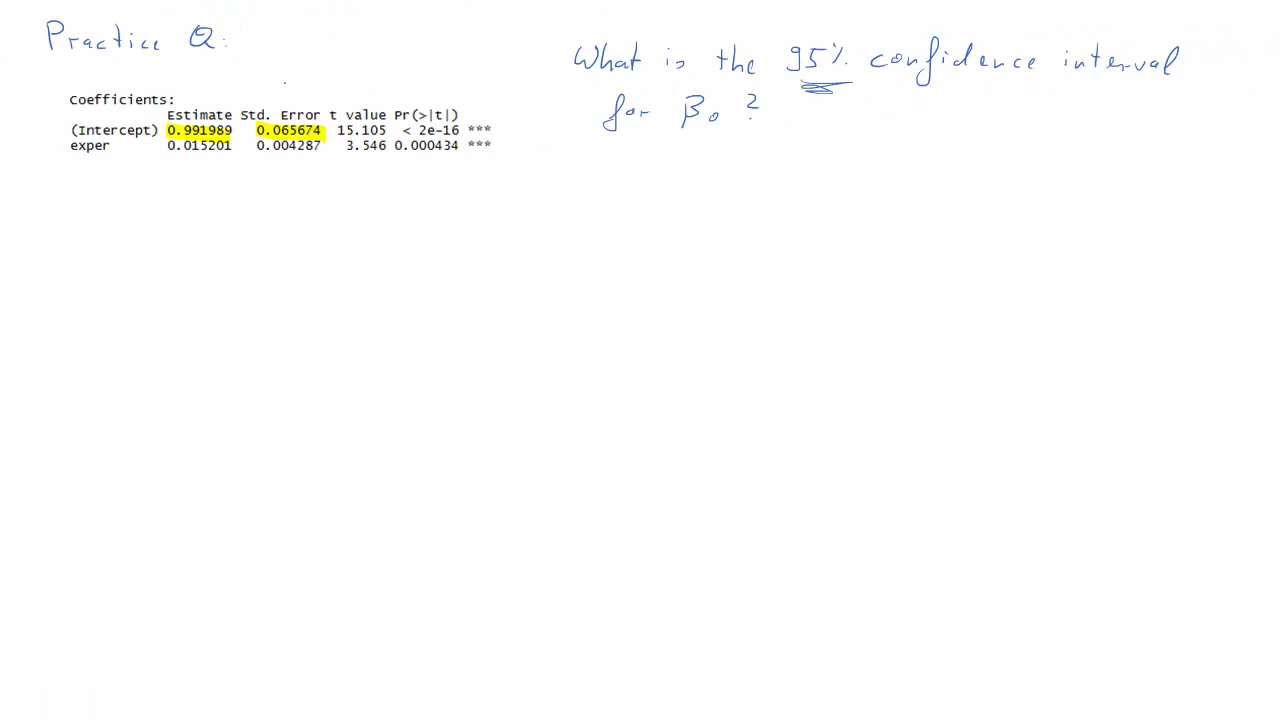 Practice Q:
What is the 95% confidence interval
for β₀ ?
Coefficients:
Estimate Std. Error t value Pr(>|t|)
(Intercept) 0.991989 0.065674 15.105 < 2e-16 ***
exper 0.015201 0.004287 3.546 0.000434 ***